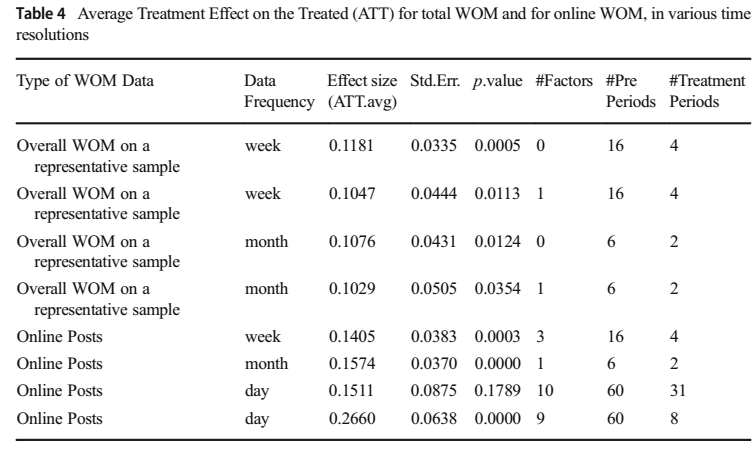 Table 4 Average Treatment Effect on the Treated (ATT) for total WOM and for online WOM, in various time
resolutions
Type of WOM Data Data Effect size Std.Err. p.value #Factors #Pre #Treatment
Frequency (ATT.avg) Periods Periods
Overall WOM on a week 0.1181 0.0335 0.0005 0 16 4
representative sample
Overall WOM on a week 0.1047 0.0444 0.0113 1 16 4
representative sample
Overall WOM on a month 0.1076 0.0431 0.0124 0 6 2
representative sample
Overall WOM on a month 0.1029 0.0505 0.0354 1 6 2
representative sample
Online Posts week 0.1405 0.0383 0.0003 3 16 4
Online Posts month 0.1574 0.0370 0.0000 1 6 2
Online Posts day 0.1511 0.0875 0.1789 10 60 31
Online Posts day 0.2660 0.0638 0.0000 9 60 8